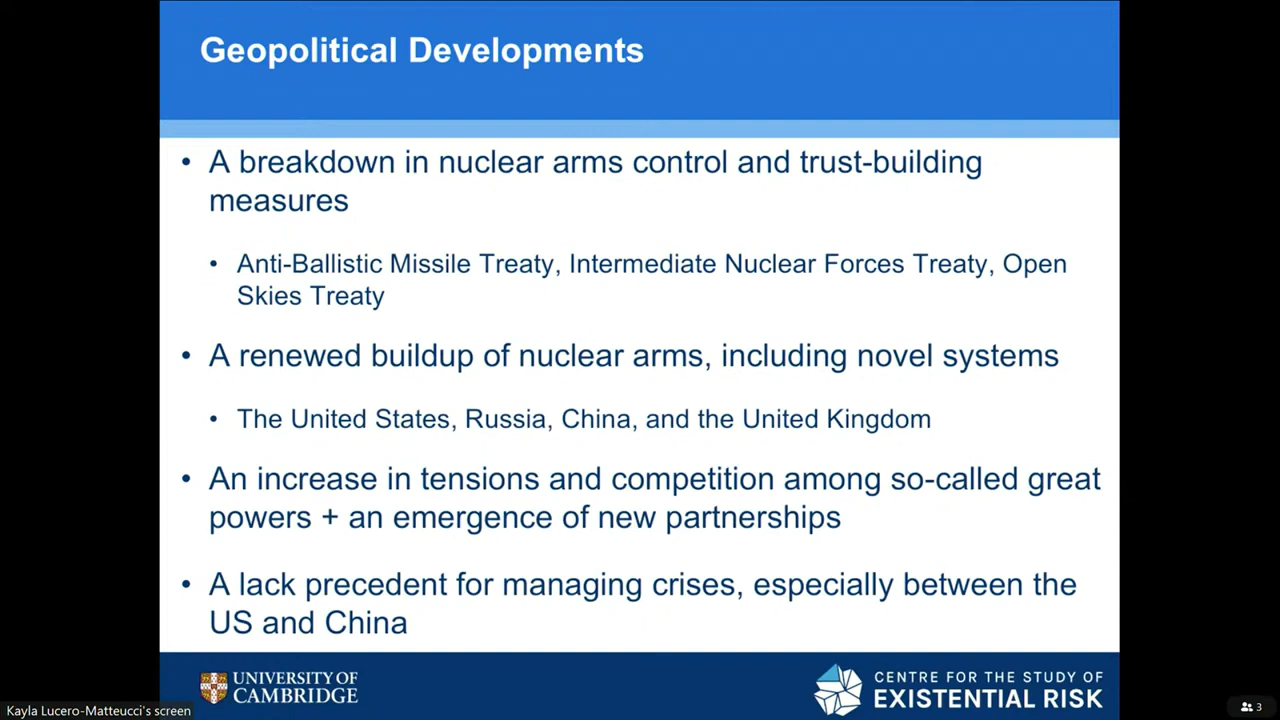 Geopolitical Developments
• A breakdown in nuclear arms control and trust-building
measures
• Anti-Ballistic Missile Treaty, Intermediate Nuclear Forces Treaty, Open
Skies Treaty
• A renewed buildup of nuclear arms, including novel systems
• The United States, Russia, China, and the United Kingdom
• An increase in tensions and competition among so-called great
powers + an emergence of new partnerships
• A lack precedent for managing crises, especially between the
US and China
UNIVERSITY OF
CAMBRIDGE
CENTRE FOR THE STUDY OF
EXISTENTIAL RISK
Kayla Lucero-Matteucci's screen
3